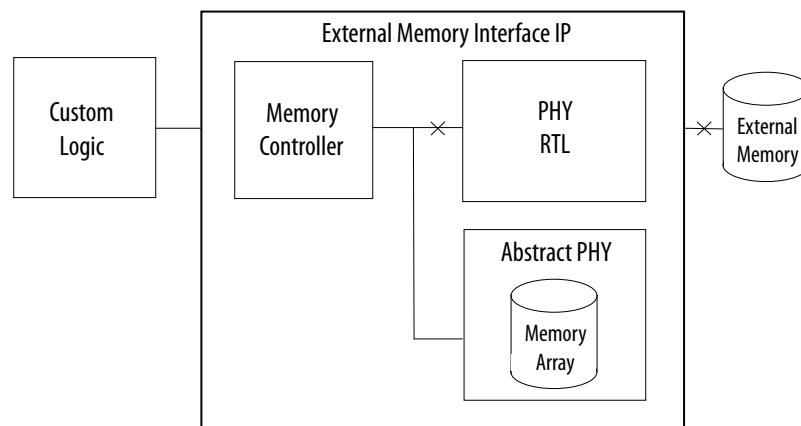 External Memory Interface IP
Custom
Logic
Memory
Controller
PHY
RTL
External
Memory
Abstract PHY
Memory
Array